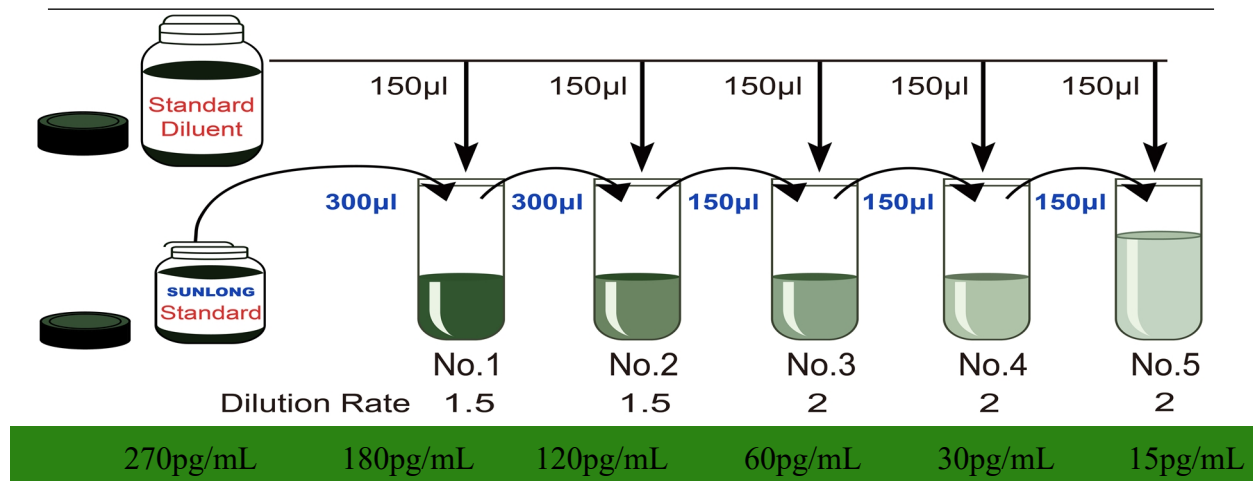 150µl 150µl 150µl 150µl 150µl
Standard
Diluent
300µl 300µl 150µl 150µl 150µl
SUNLONG
Standard
No.1 No.2 No.3 No.4 No.5
Dilution Rate 1.5 1.5 2 2 2
270pg/mL 180pg/mL 120pg/mL 60pg/mL 30pg/mL 15pg/mL